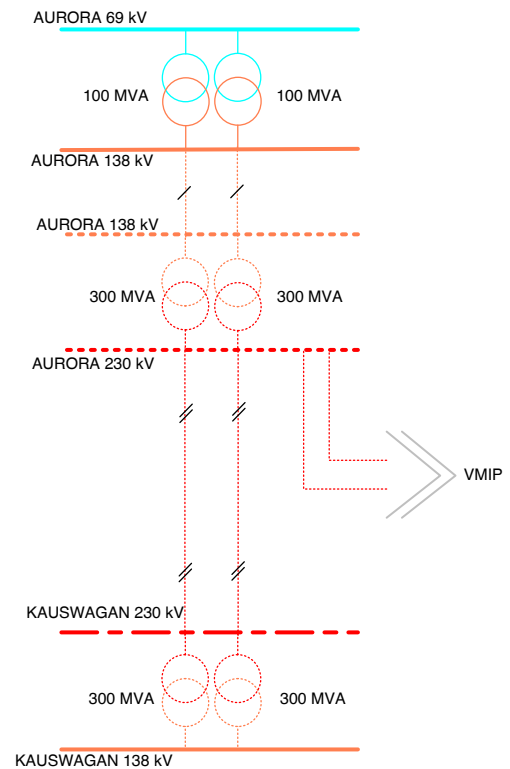 AURORA 69 kV
100 MVA 100 MVA
AURORA 138 kV
AURORA 138 kV
300 MVA 300 MVA
AURORA 230 kV
VMIP
KAUSWAGAN 230 kV
300 MVA 300 MVA
KAUSWAGAN 138 kV